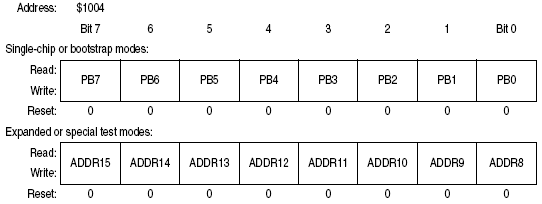 Address: $1004
Bit 7 6 5 4 3 2 1 Bit 0
Single-chip or bootstrap modes:
Read:
PB7 PB6 PB5 PB4 PB3 PB2 PB1 PB0
Write:
Reset: 0 0 0 0 0 0 0 0
Expanded or special test modes:
Read:
ADDR15 ADDR14 ADDR13 ADDR12 ADDR11 ADDR10 ADDR9 ADDR8
Write:
Reset: 0 0 0 0 0 0 0 0